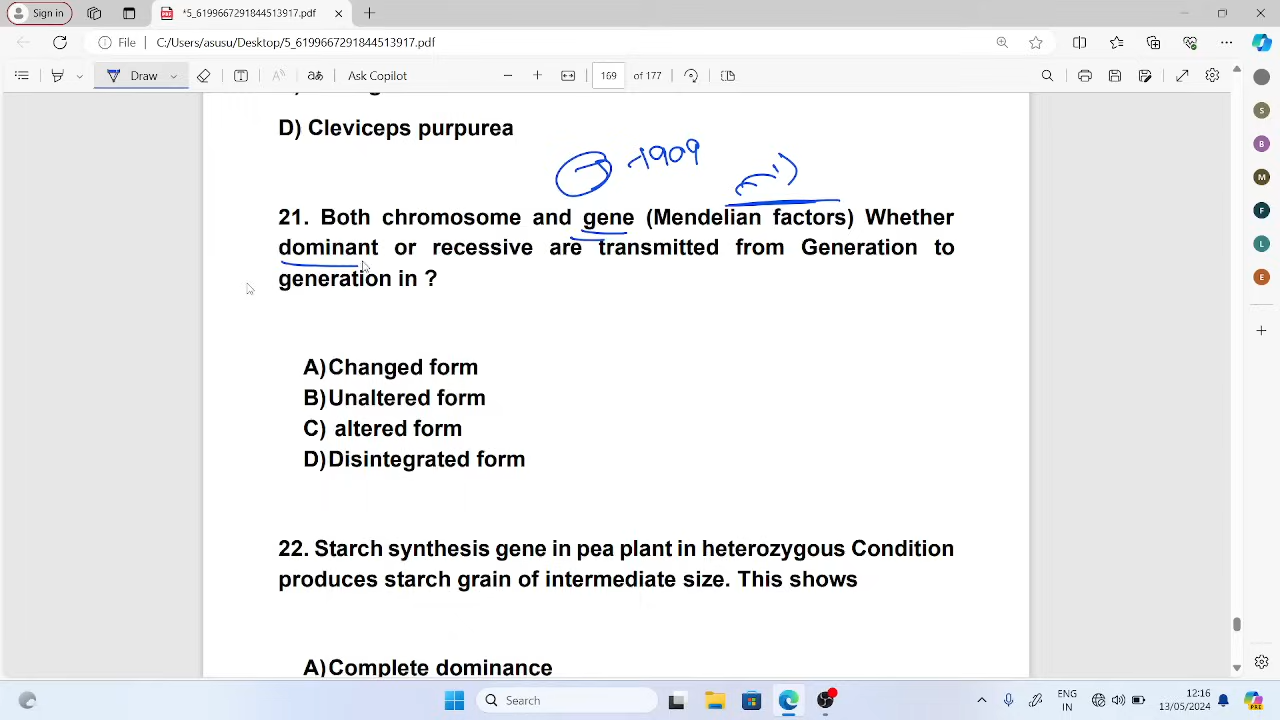 Sign in
*5_6199667291844513917.pdf
File C:/Users/asusu/Desktop/5_6199667291844513917.pdf
Draw
Ask Copilot
169 of 177
D) Cleviceps purpurea
1909
21. Both chromosome and gene (Mendelian factors) Whether
dominant or recessive are transmitted from Generation to
generation in ?
A)Changed form
B)Unaltered form
C) altered form
D)Disintegrated form
22. Starch synthesis gene in pea plant in heterozygous Condition
produces starch grain of intermediate size. This shows
A)Complete dominance
Search
ENG
IN
12:16
13/05/2024